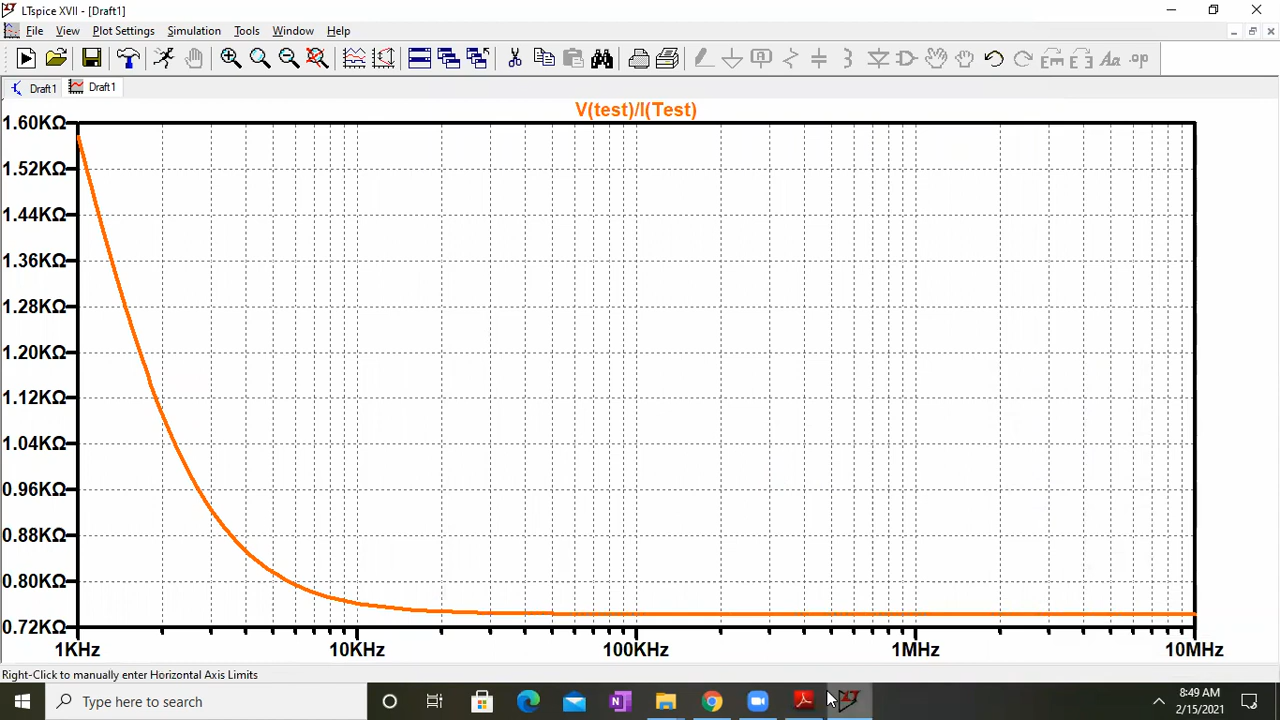 LTspice XVII - [Draft1]
File View Plot Settings Simulation Tools Window Help
Aa .op
Draft1 Draft1
V(test)/I(Test)
1.60KΩ
1.52KΩ
1.44KΩ
1.36KΩ
1.28KΩ
1.20KΩ
1.12KΩ
1.04KΩ
0.96KΩ
0.88KΩ
0.80KΩ
0.72KΩ
1KHz 10KHz 100KHz 1MHz 10MHz
Right-Click to manually enter Horizontal Axis Limits
Type here to search
8:49 AM
2/15/2021